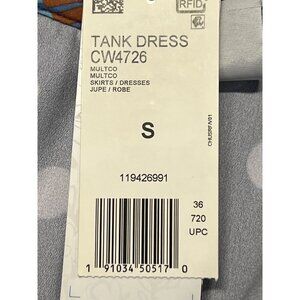 RFID
TANK DRESS
CW4726
MULTCO
MULTCO
SKIRTS / DRESSES
JUPE / ROBE
S
119426991
36
720
UPC
1 91034 50517 0